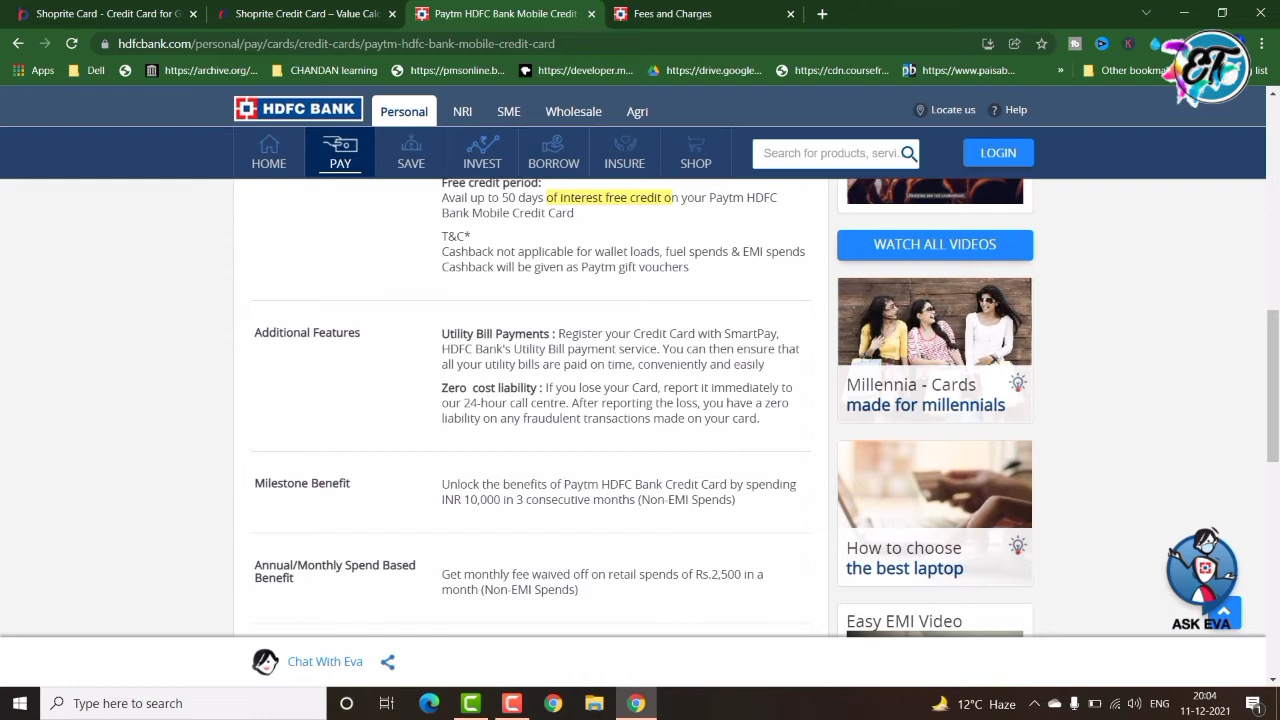 Shoprite Credit Card for G
Shoprite Credit Card - Value Cal
Paytm HDFC Bank Mobile Credit
Fees and Charges
hdfcbank.com/personal/pay/cards/credit-cards/paytm-hdfc-bank-mobile-credit-card
Apps
Dell
https://archive.org/...
CHANDAN learning
https://pmsonline.b...
https://developer.m...
https://drive.google...
https://cdn.coursefr...
https://www.paisab...
»
Other bookmar
list
ET
HDFC BANK
Personal
NRI
SME
Wholesale
Agri
Locate us
Help
HOME
PAY
SAVE
INVEST
BORROW
INSURE
SHOP
Search for products, servi.
LOGIN
Free credit period:
Avail up to 50 days of interest free credit on your Paytm HDFC
Bank Mobile Credit Card
T&C*
Cashback not applicable for wallet loads, fuel spends & EMI spends
Cashback will be given as Paytm gift vouchers
Additional Features
Utility Bill Payments : Register your Credit Card with SmartPay,
HDFC Bank's Utility Bill payment service. You can then ensure that
all your utility bills are paid on time, conveniently and easily
Zero cost liability : If you lose your Card, report it immediately to
our 24-hour call centre. After reporting the loss, you have a zero
liability on any fraudulent transactions made on your card.
Milestone Benefit
Unlock the benefits of Paytm HDFC Bank Credit Card by spending
INR 10,000 in 3 consecutive months (Non-EMI Spends)
Annual/Monthly Spend Based
Benefit
Get monthly fee waived off on retail spends of Rs.2,500 in a
month (Non-EMI Spends)
WATCH ALL VIDEOS
Millennia - Cards
made for millennials
How to choose
the best laptop
Easy EMI Video
ASK EVA
Chat With Eva
Type here to search
12°C Haze
ENG
20:04
11-12-2021